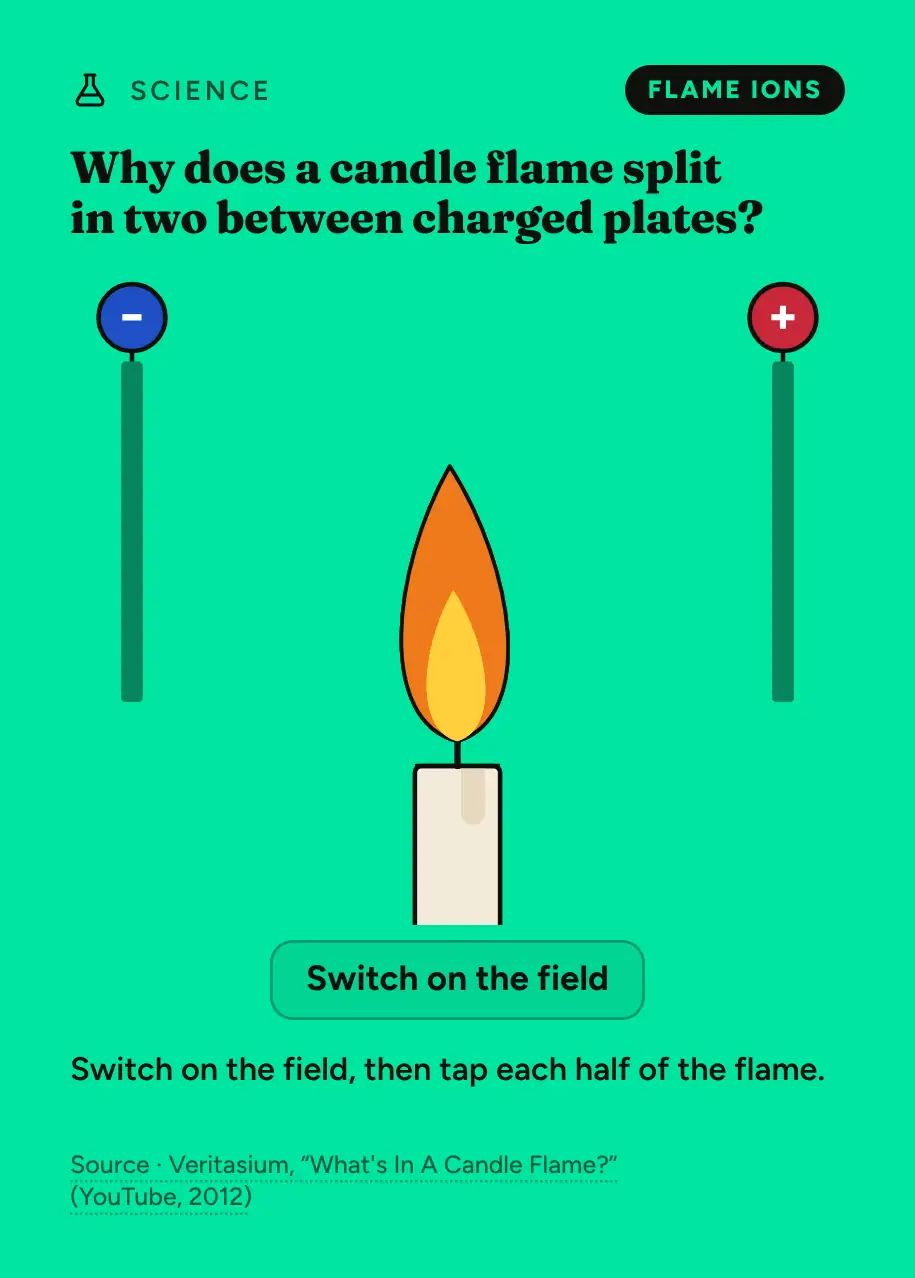 SCIENCE
FLAME IONS
Why does a candle flame split
in two between charged plates?
−
+
Switch on the field
Switch on the field, then tap each half of the flame.
Source · Veritasium, “What's In A Candle Flame?”
(YouTube, 2012)